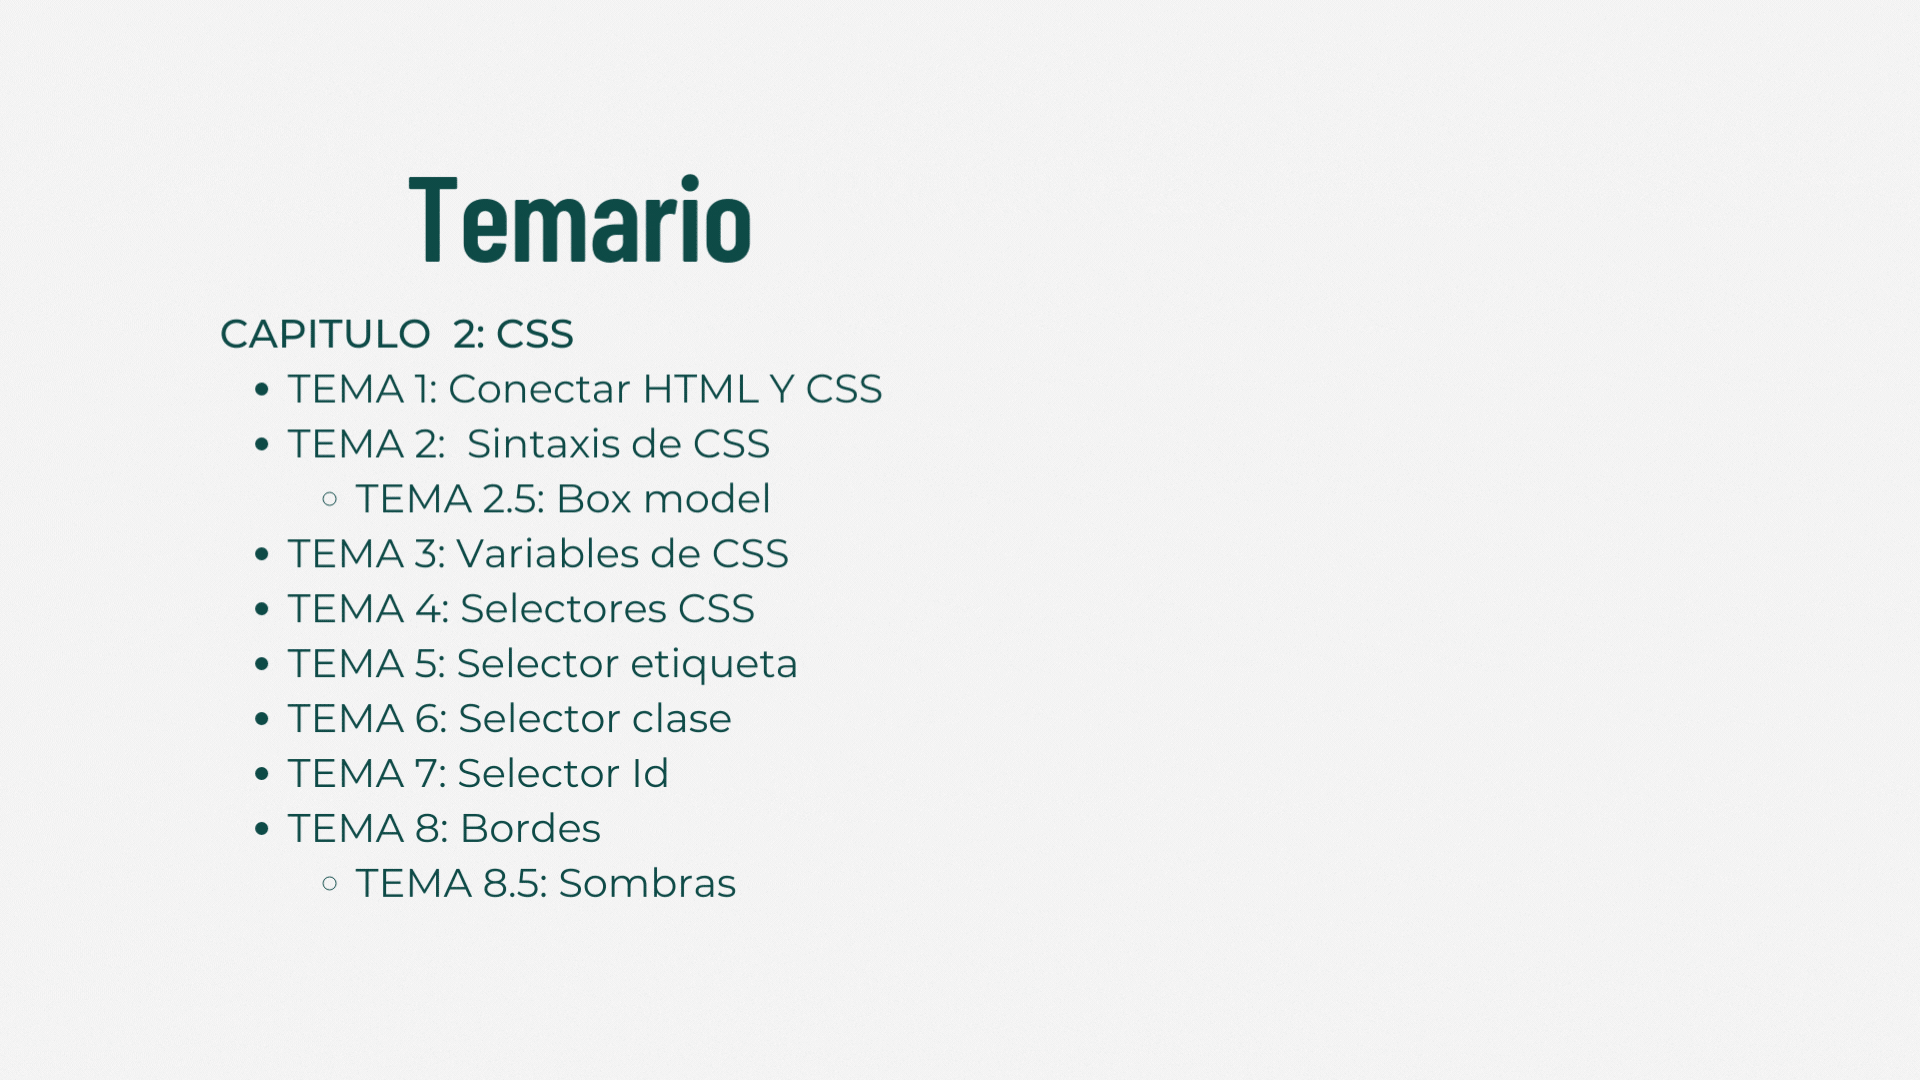 Temario
CAPITULO  2: CSS
• TEMA 1: Conectar HTML Y CSS
• TEMA 2:  Sintaxis de CSS
◦ TEMA 2.5: Box model
• TEMA 3: Variables de CSS
• TEMA 4: Selectores CSS
• TEMA 5: Selector etiqueta
• TEMA 6: Selector clase
• TEMA 7: Selector Id
• TEMA 8: Bordes
◦ TEMA 8.5: Sombras